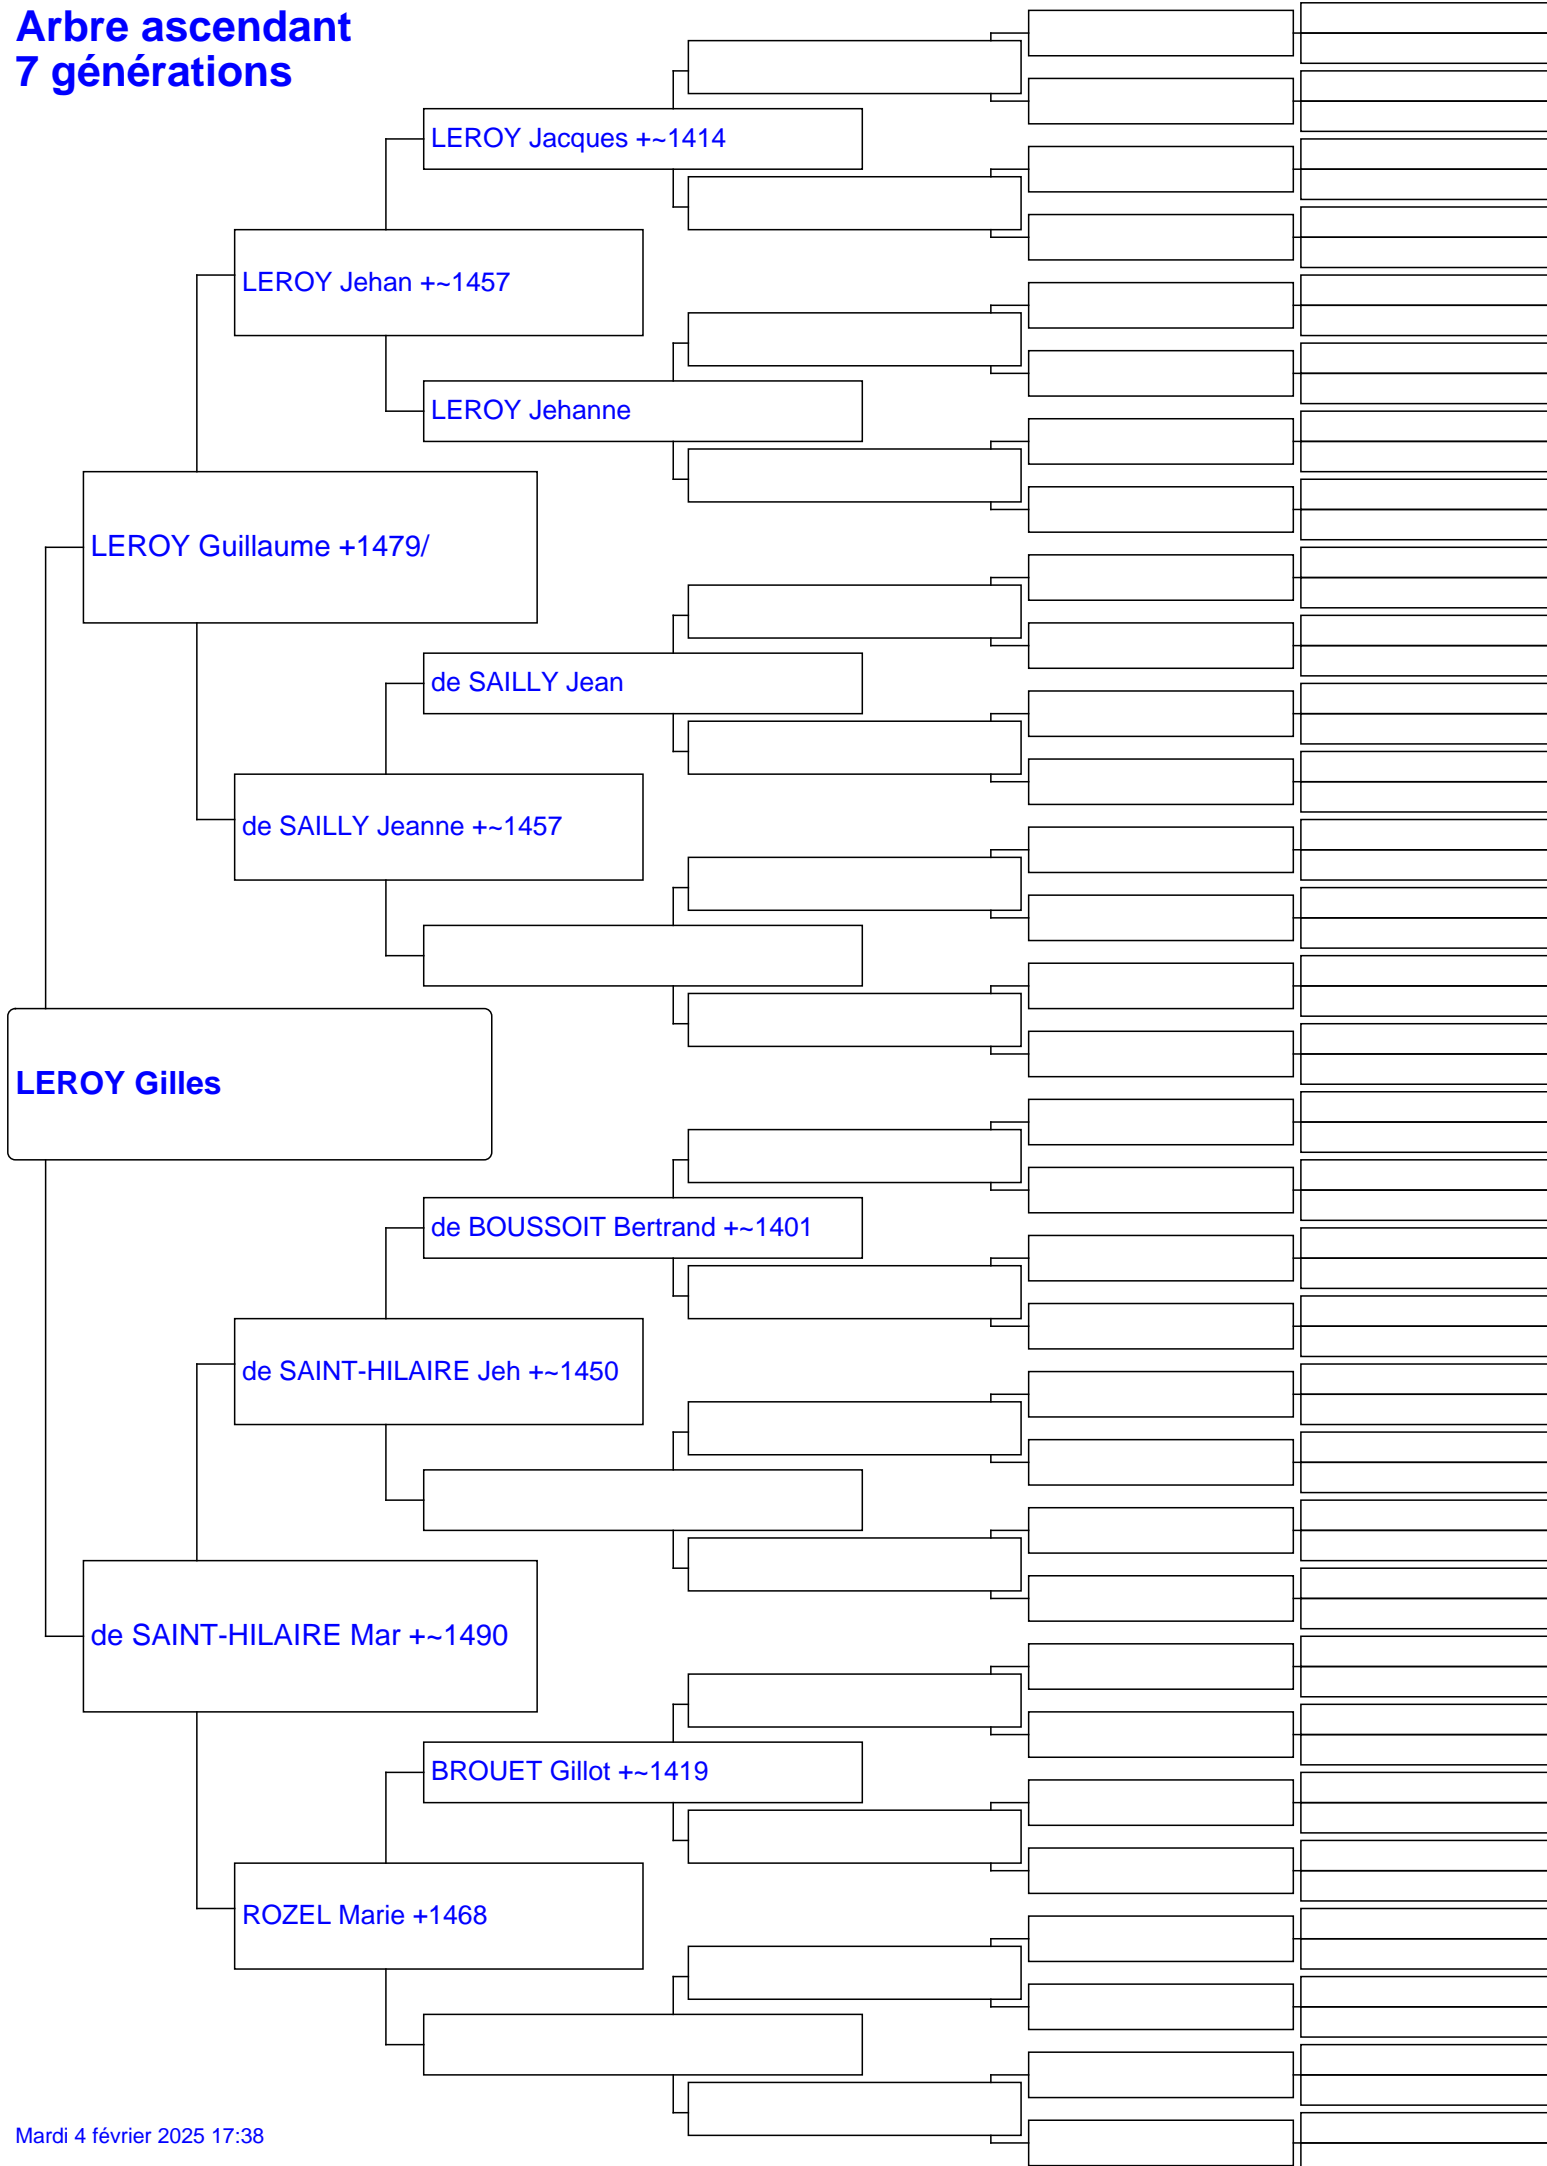 Arbre ascendant
7 générations
LEROY Jacques +~1414
LEROY Jehan +~1457
LEROY Jehanne
LEROY Guillaume +1479/
de SAILLY Jean
de SAILLY Jeanne +~1457
LEROY Gilles
de BOUSSOIT Bertrand +~1401
de SAINT-HILAIRE Jeh +~1450
de SAINT-HILAIRE Mar +~1490
BROUET Gillot +~1419
ROZEL Marie +1468
Mardi 4 février 2025 17:38